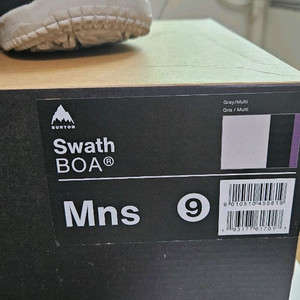 BURTON
Swath
BOA®
Mns
9
Gray/Multi
Gris / Multi